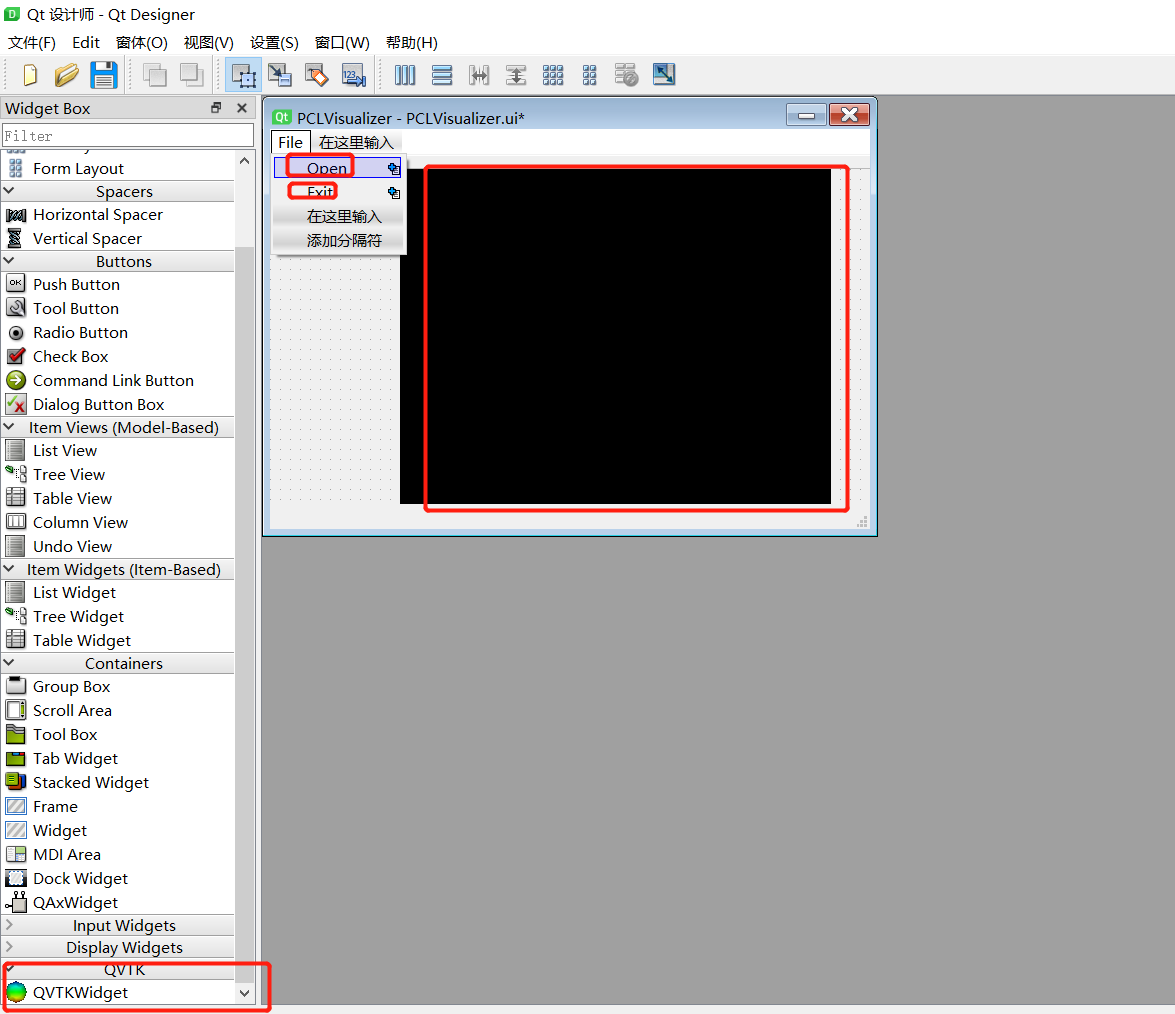 Qt 设计师 - Qt Designer
文件(F) Edit 窗体(O) 视图(V) 设置(S) 窗口(W) 帮助(H)
Widget Box
Filter
Form Layout
Spacers
Horizontal Spacer
Vertical Spacer
Buttons
OK Push Button
Tool Button
Radio Button
Check Box
Command Link Button
Dialog Button Box
Item Views (Model-Based)
List View
Tree View
Table View
Column View
Undo View
Item Widgets (Item-Based)
List Widget
Tree Widget
Table Widget
Containers
Group Box
Scroll Area
Tool Box
Tab Widget
Stacked Widget
Frame
Widget
MDI Area
Dock Widget
QAxWidget
Input Widgets
Display Widgets
QVTK
QVTKWidget
123
Qt PCLVisualizer - PCLVisualizer.ui*
File 在这里输入
Open
Exit
在这里输入
添加分隔符